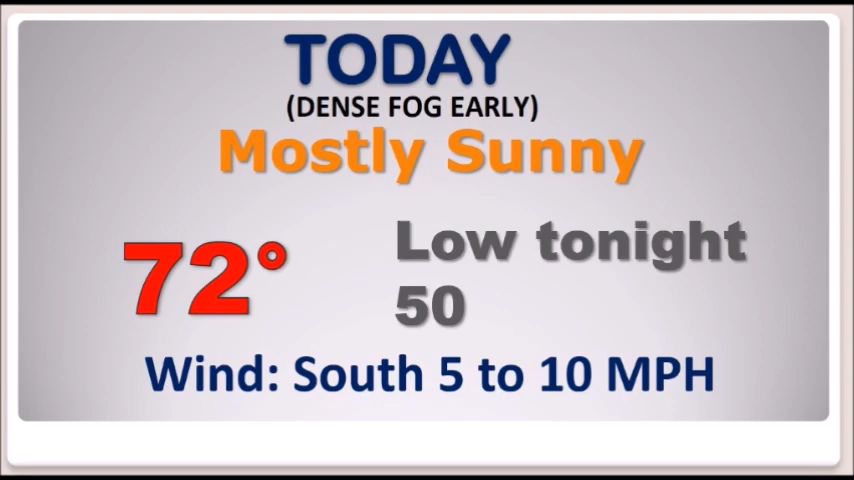 TODAY
(DENSE FOG EARLY)
Mostly Sunny
72° Low tonight
50
Wind: South 5 to 10 MPH